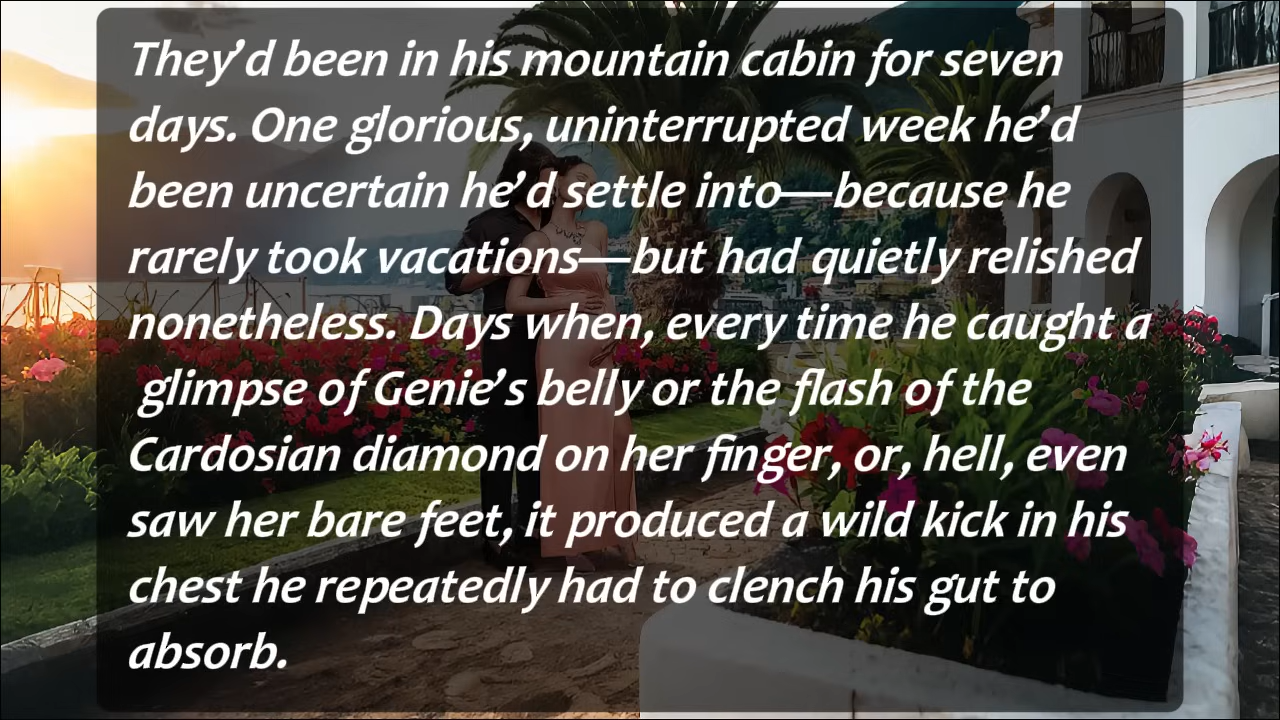 They’d been in his mountain cabin for seven
days. One glorious, uninterrupted week he’d
been uncertain he’d settle into—because he
rarely took vacations—but had quietly relished
nonetheless. Days when, every time he caught a
glimpse of Genie’s belly or the flash of the
Cardosian diamond on her finger, or, hell, even
saw her bare feet, it produced a wild kick in his
chest he repeatedly had to clench his gut to
absorb.